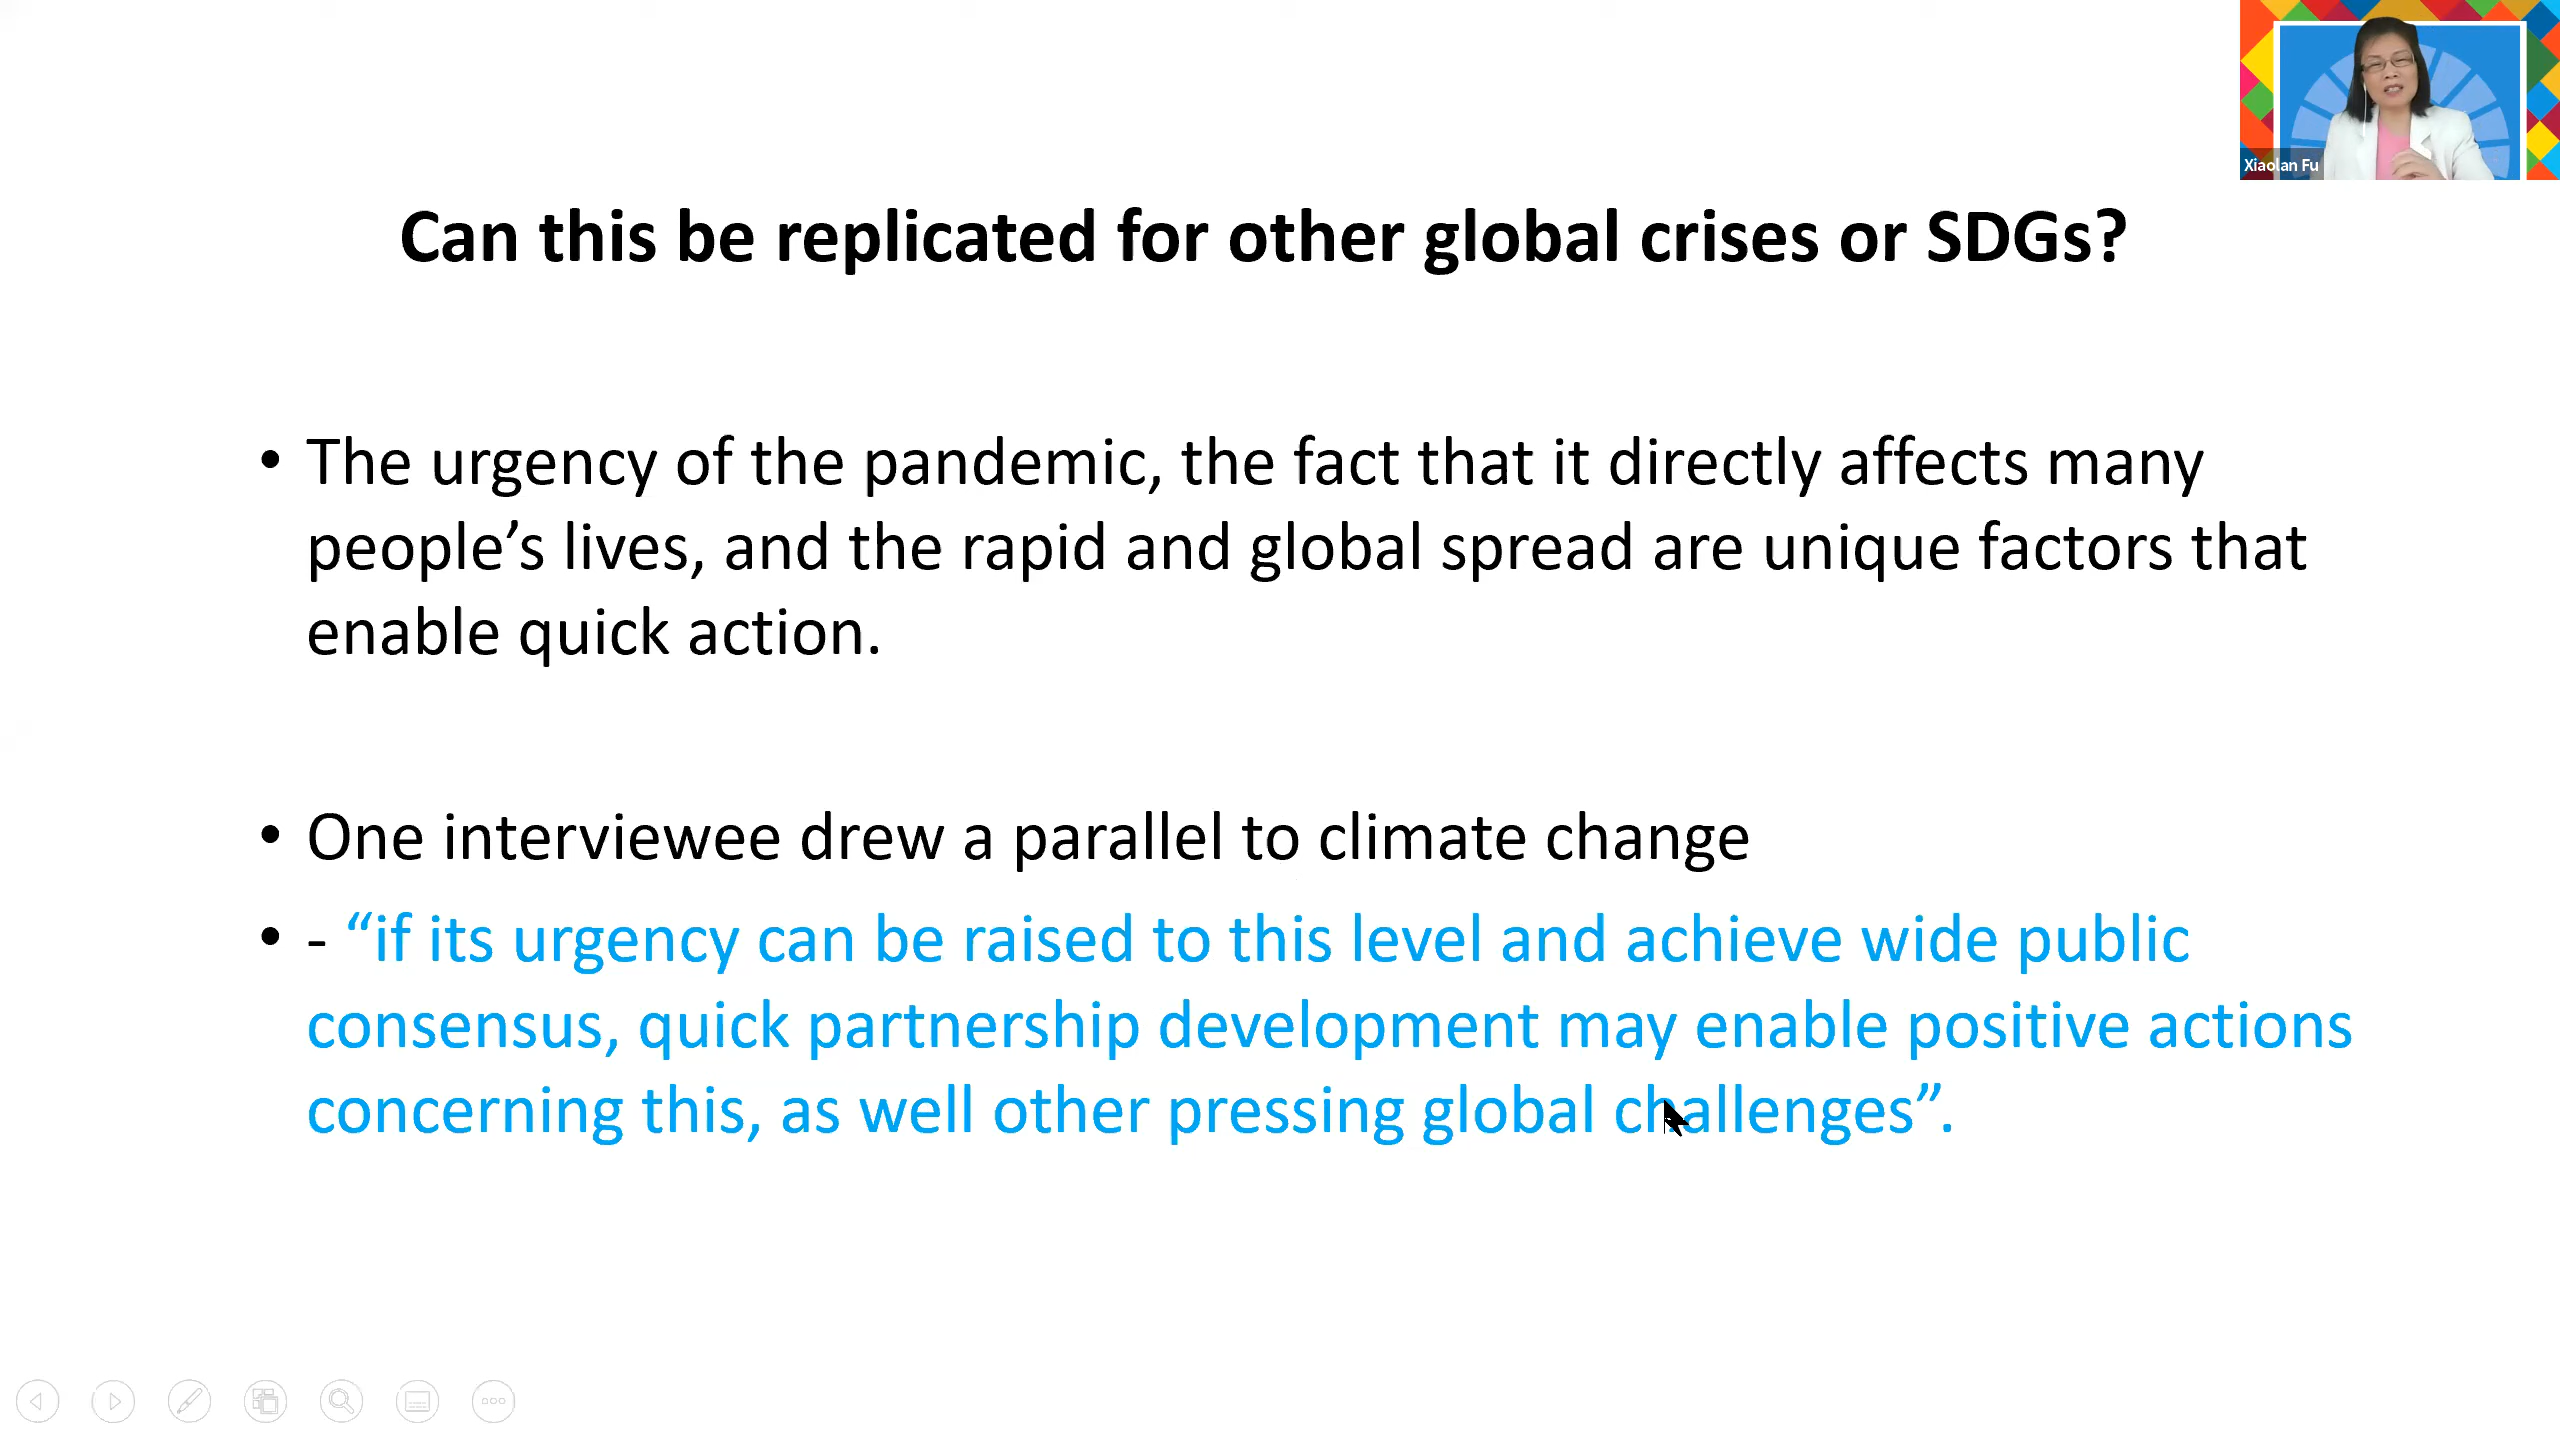 Xiaolan Fu
Can this be replicated for other global crises or SDGs?
• The urgency of the pandemic, the fact that it directly affects many
people’s lives, and the rapid and global spread are unique factors that
enable quick action.
• One interviewee drew a parallel to climate change
• - “if its urgency can be raised to this level and achieve wide public
consensus, quick partnership development may enable positive actions
concerning this, as well other pressing global challenges”.